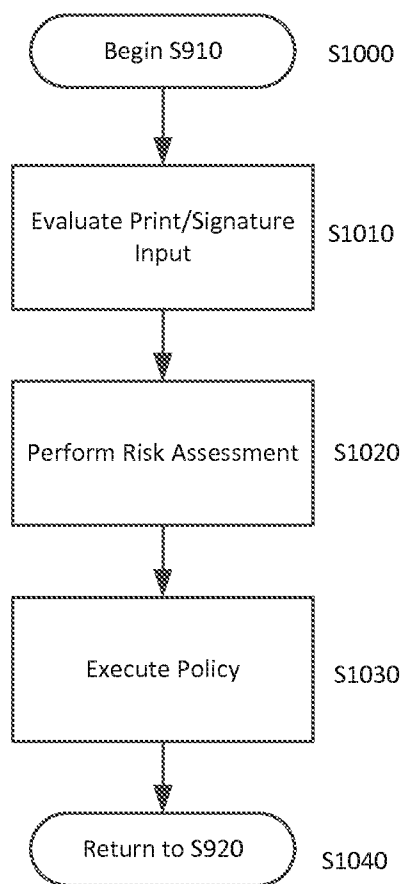 Begin S910
S1000
Evaluate Print/Signature
Input
S1010
Perform Risk Assessment
S1020
Execute Policy
S1030
Return to S920
S1040